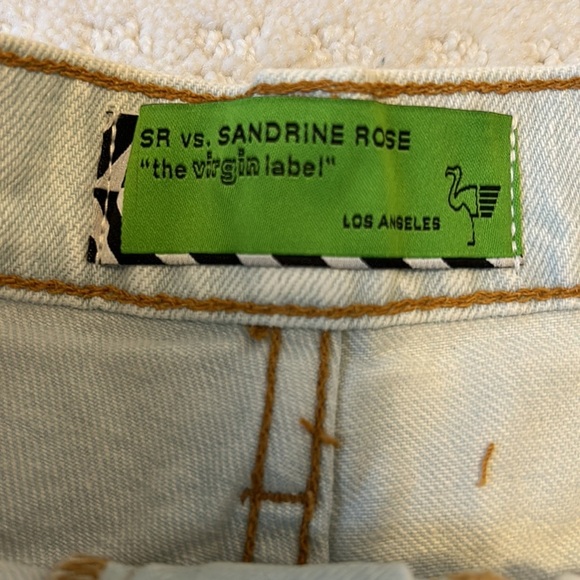 SR vs. SANDRINE ROSE
"the virgin label"
LOS ANGELES